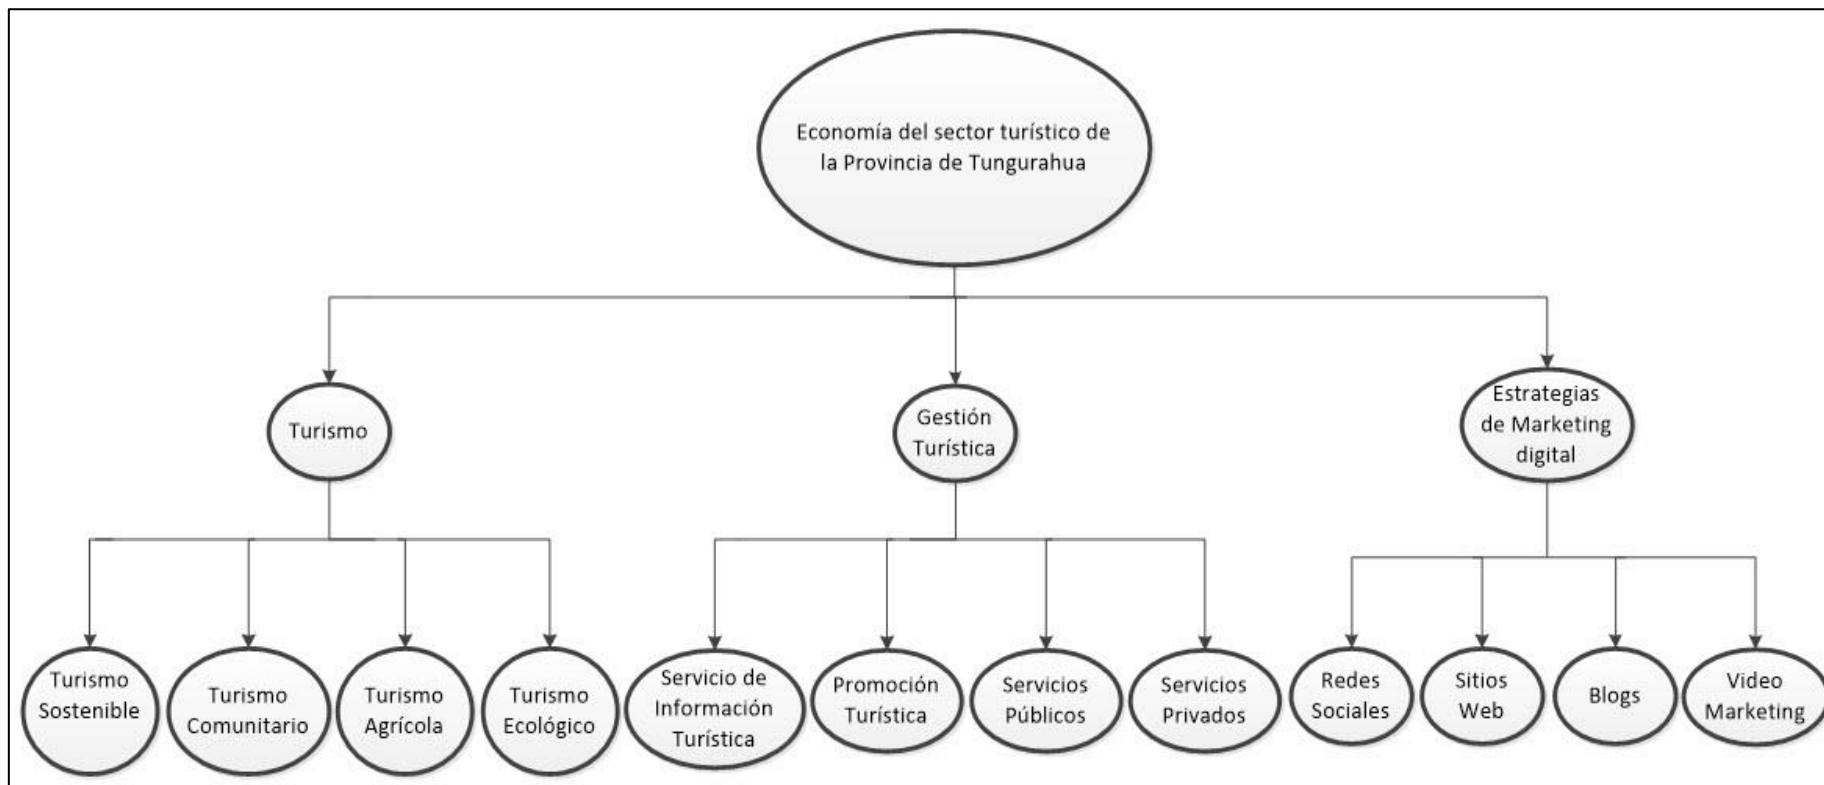 Economía del sector turístico de
la Provincia de Tungurahua
Turismo
Gestión
Turística
Estrategias
de Marketing
digital
Turismo
Sostenible
Turismo
Comunitario
Turismo
Agrícola
Turismo
Ecológico
Servicio de
Información
Turística
Promoción
Turística
Servicios
Públicos
Servicios
Privados
Redes
Sociales
Sitios
Web
Blogs
Video
Marketing